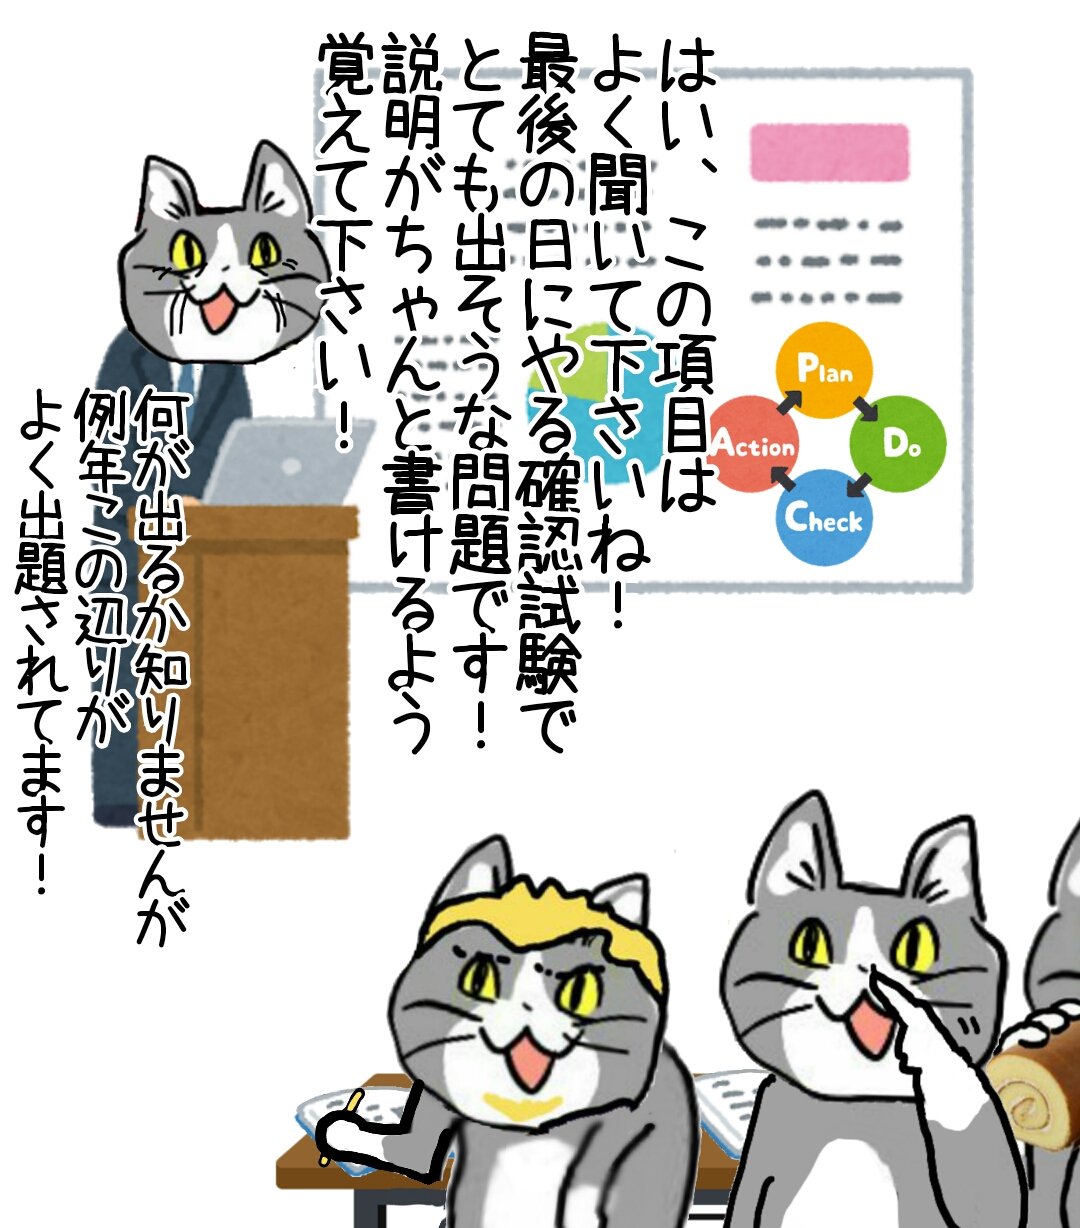 はい、この項目は
よく聞いて下さいね！
最後の日にやる確認試験で
とても出そうな問題です！
説明がちゃんと書けるよう
覚えて下さい！
何が出るか知りませんが
例年この辺りが
よく出題されてます！
Plan
Do
Check
Action